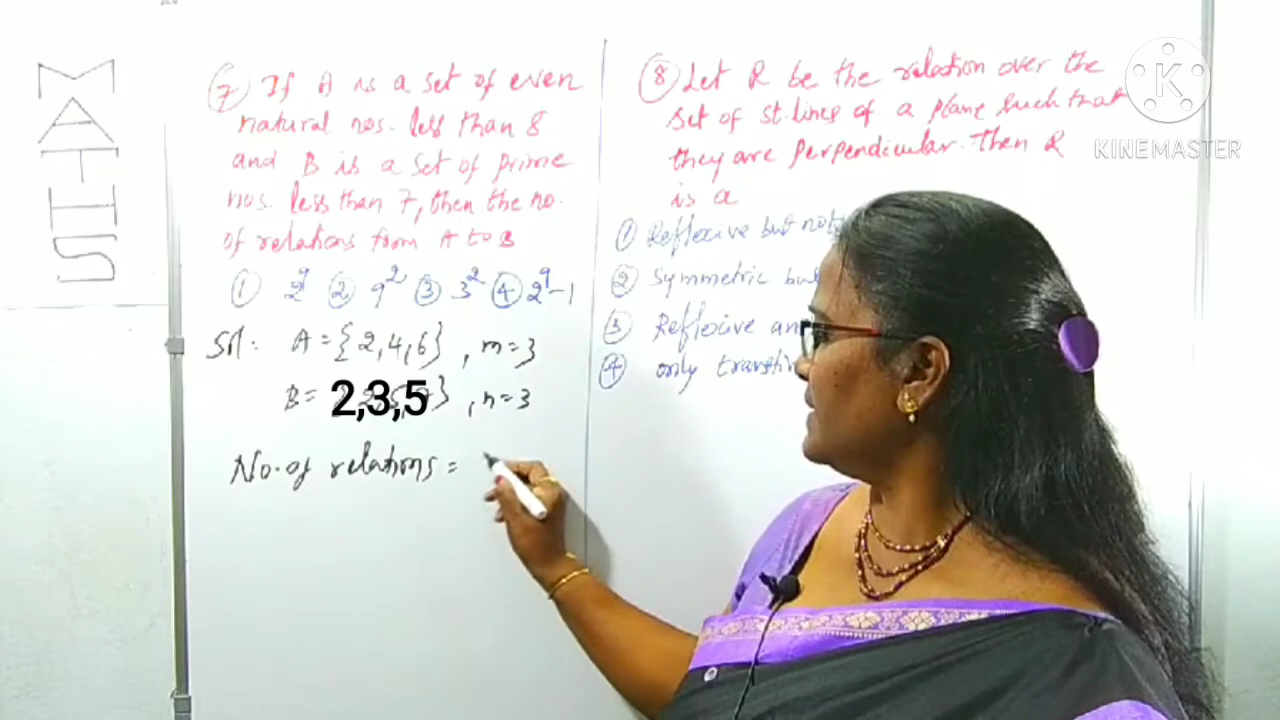 MATHS
7 If A is a set of even
natural nos. less than 8
and B is a set of prime
nos. less than 7, then the no.
of relations from A to B
1 2⁹ 2 9² 3 3² 4 2⁹-1
Sol: A = {2,4,6}, m=3
B= 2,3,5 }, n=3
No. of relations =
8 Let R be the relation over the
set of st. lines of a plane such that
they are perpendicular. Then R
is a
1 Reflexive but not
2 symmetric but
3 Reflexive an
4 only
K
KINEMASTER